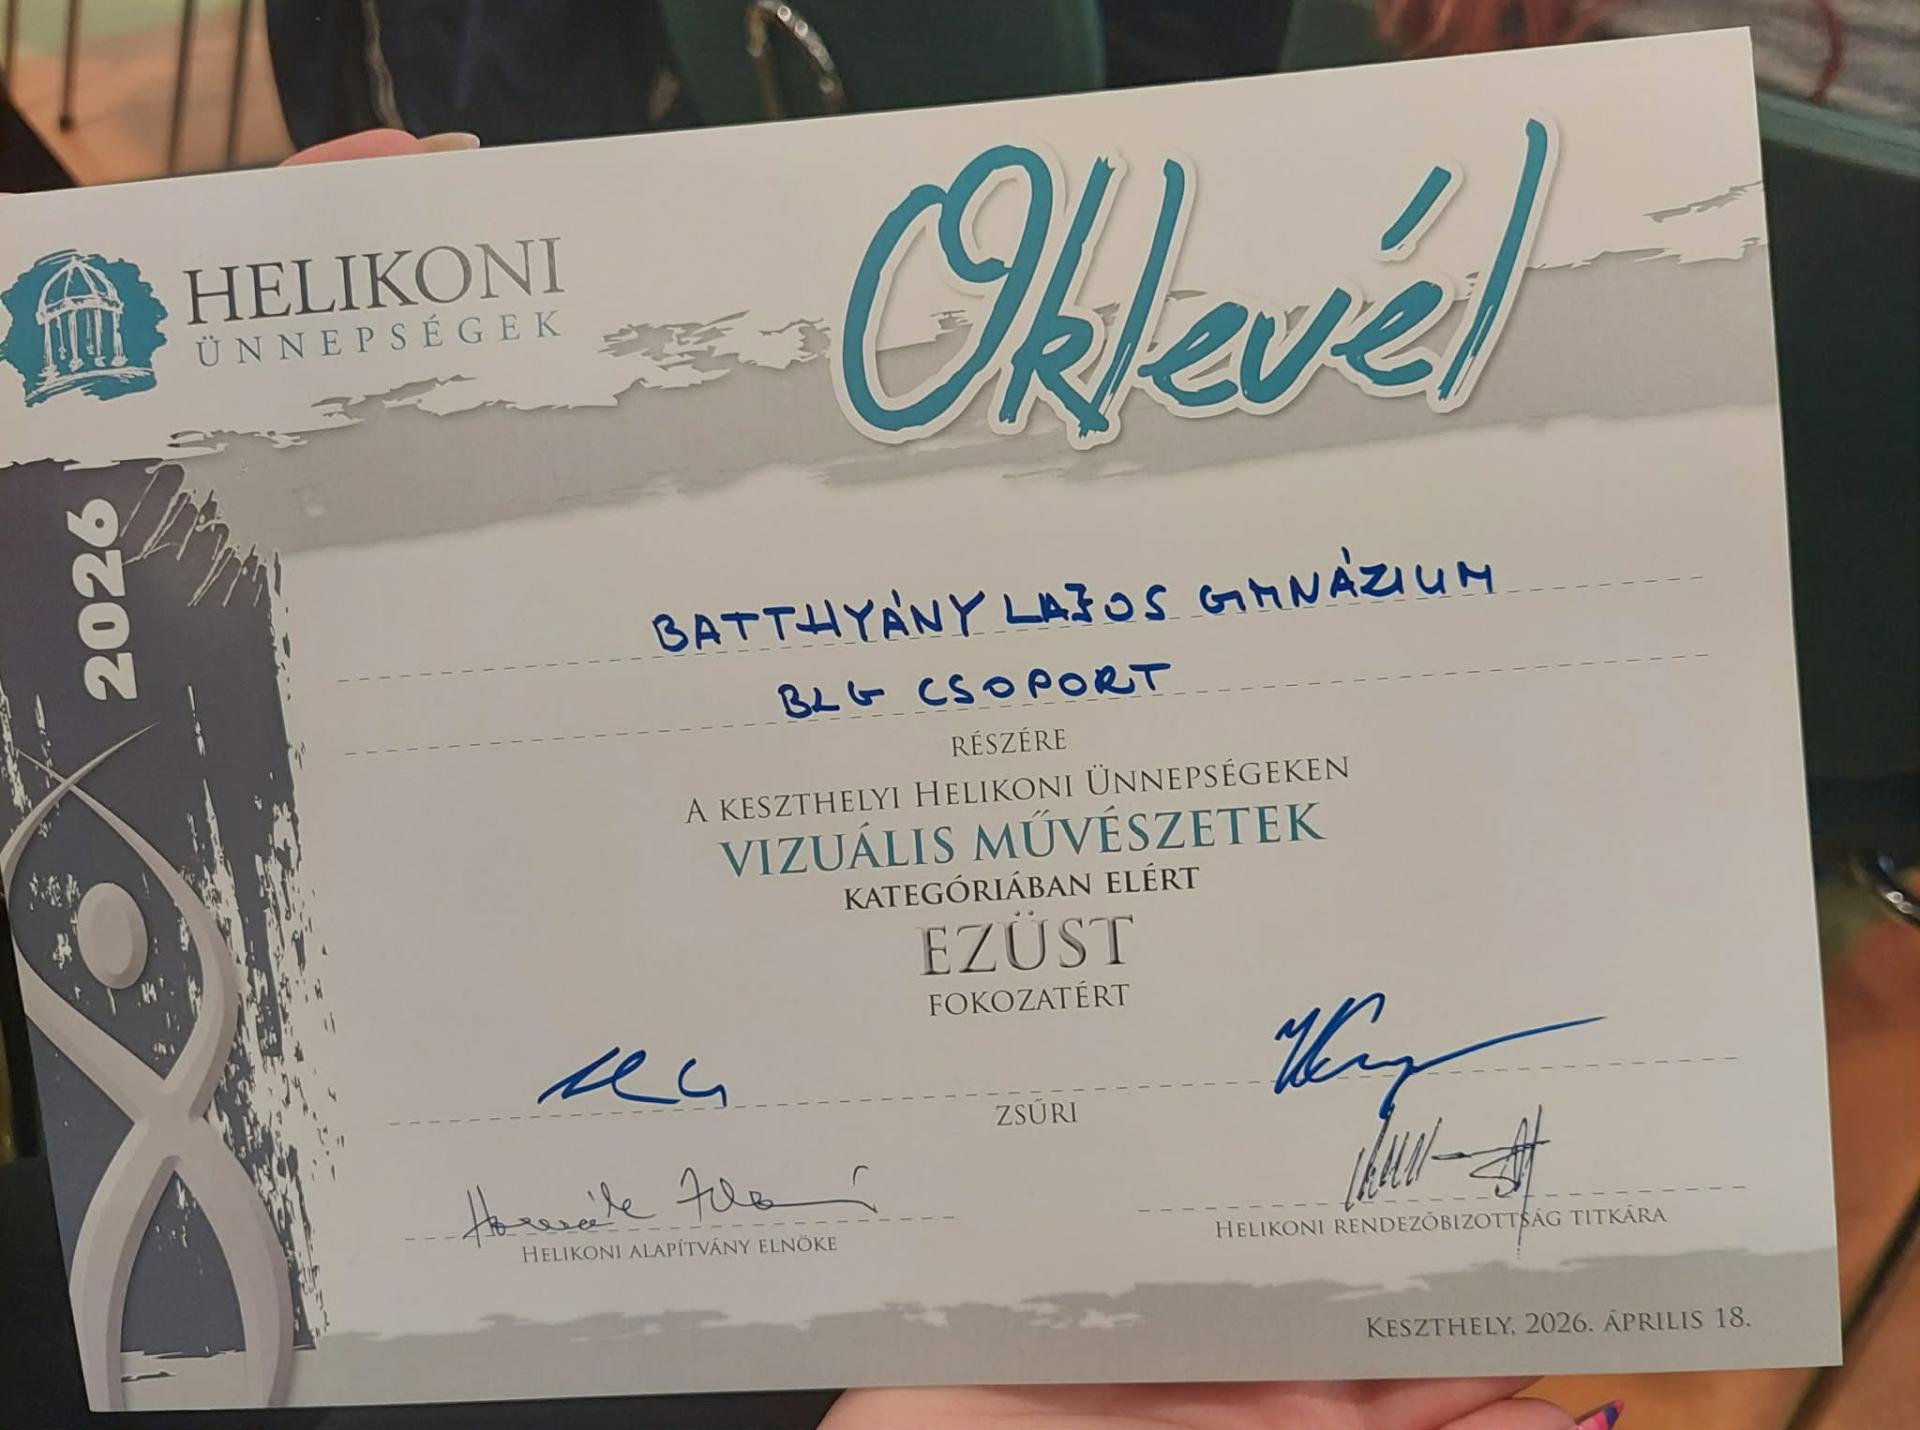 HELIKONI
ÜNNEPSÉGEK
Oklevél
2026
BATTHYÁNY LAJOS GIMNÁZIUM
BLG CSOPORT
RÉSZÉRE
A KESZTHELYI HELIKONI ÜNNEPSÉGEKEN
VIZUÁLIS MŰVÉSZETEK
KATEGÓRIÁBAN ELÉRT
EZÜST
FOKOZATÉRT
ZSŰRI
HELIKONI ALAPÍTVÁNY ELNÖKE
HELIKONI RENDEZŐBIZOTTSÁG TITKÁRA
KESZTHELY, 2026. ÁPRILIS 18.